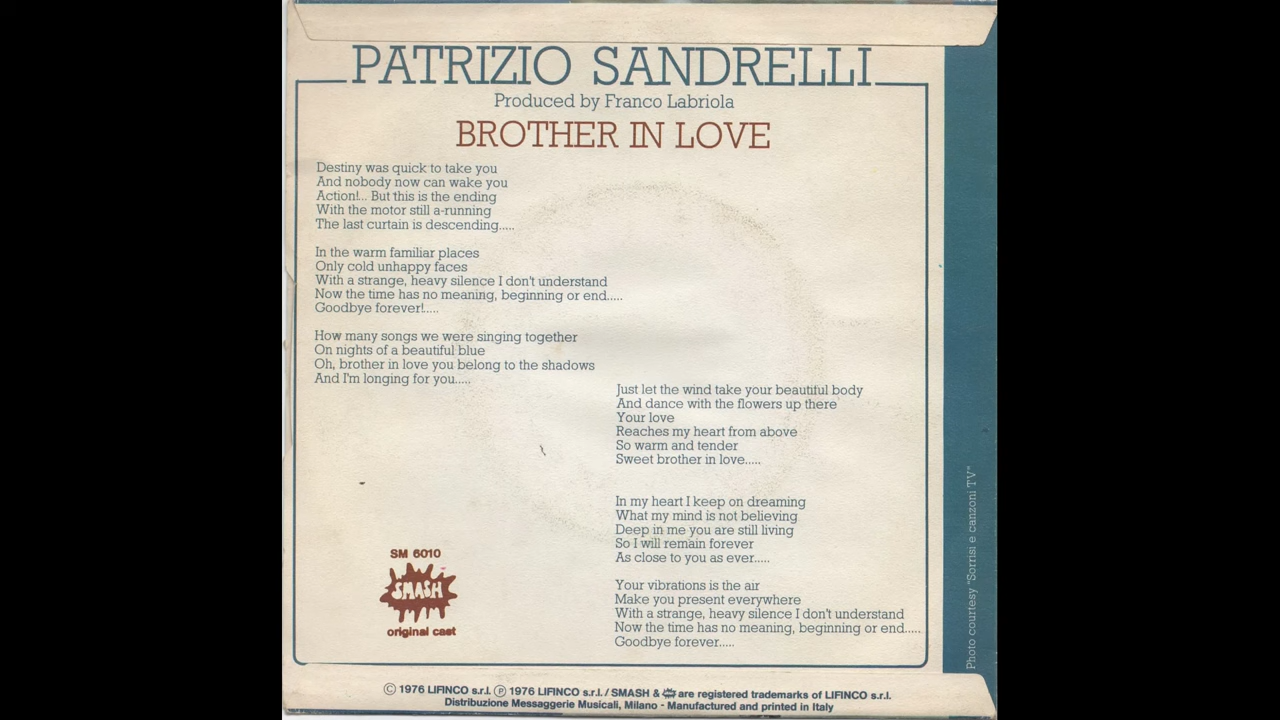 PATRIZIO SANDRELLI
Produced by Franco Labriola
BROTHER IN LOVE
Destiny was quick to take you
And nobody now can wake you
Action!... But this is the ending
With the motor still a-running
The last curtain is descending.....
In the warm familiar places
Only cold unhappy faces
With a strange, heavy silence I don't understand
Now the time has no meaning, beginning or end.....
Goodbye forever!.....
How many songs we were singing together
On nights of a beautiful blue
Oh, brother in love you belong to the shadows
And I'm longing for you.....
Just let the wind take your beautiful body
And dance with the flowers up there
Your love
Reaches my heart from above
So warm and tender
Sweet brother in love.....
In my heart I keep on dreaming
What my mind is not believing
Deep in me you are still living
So I will remain forever
As close to you as ever.....
Your vibrations is the air
Make you present everywhere
With a strange, heavy silence I don't understand
Now the time has no meaning, beginning or end.....
Goodbye forever.....
SM 6010
SMASH
original cast
Photo courtesy "Sorrisi e canzoni TV"
© 1976 LIFINCO s.r.l. ℗ 1976 LIFINCO s.r.l. / SMASH & are registered trademarks of LIFINCO s.r.l.
Distribuzione Messaggerie Musicali, Milano - Manufactured and printed in Italy